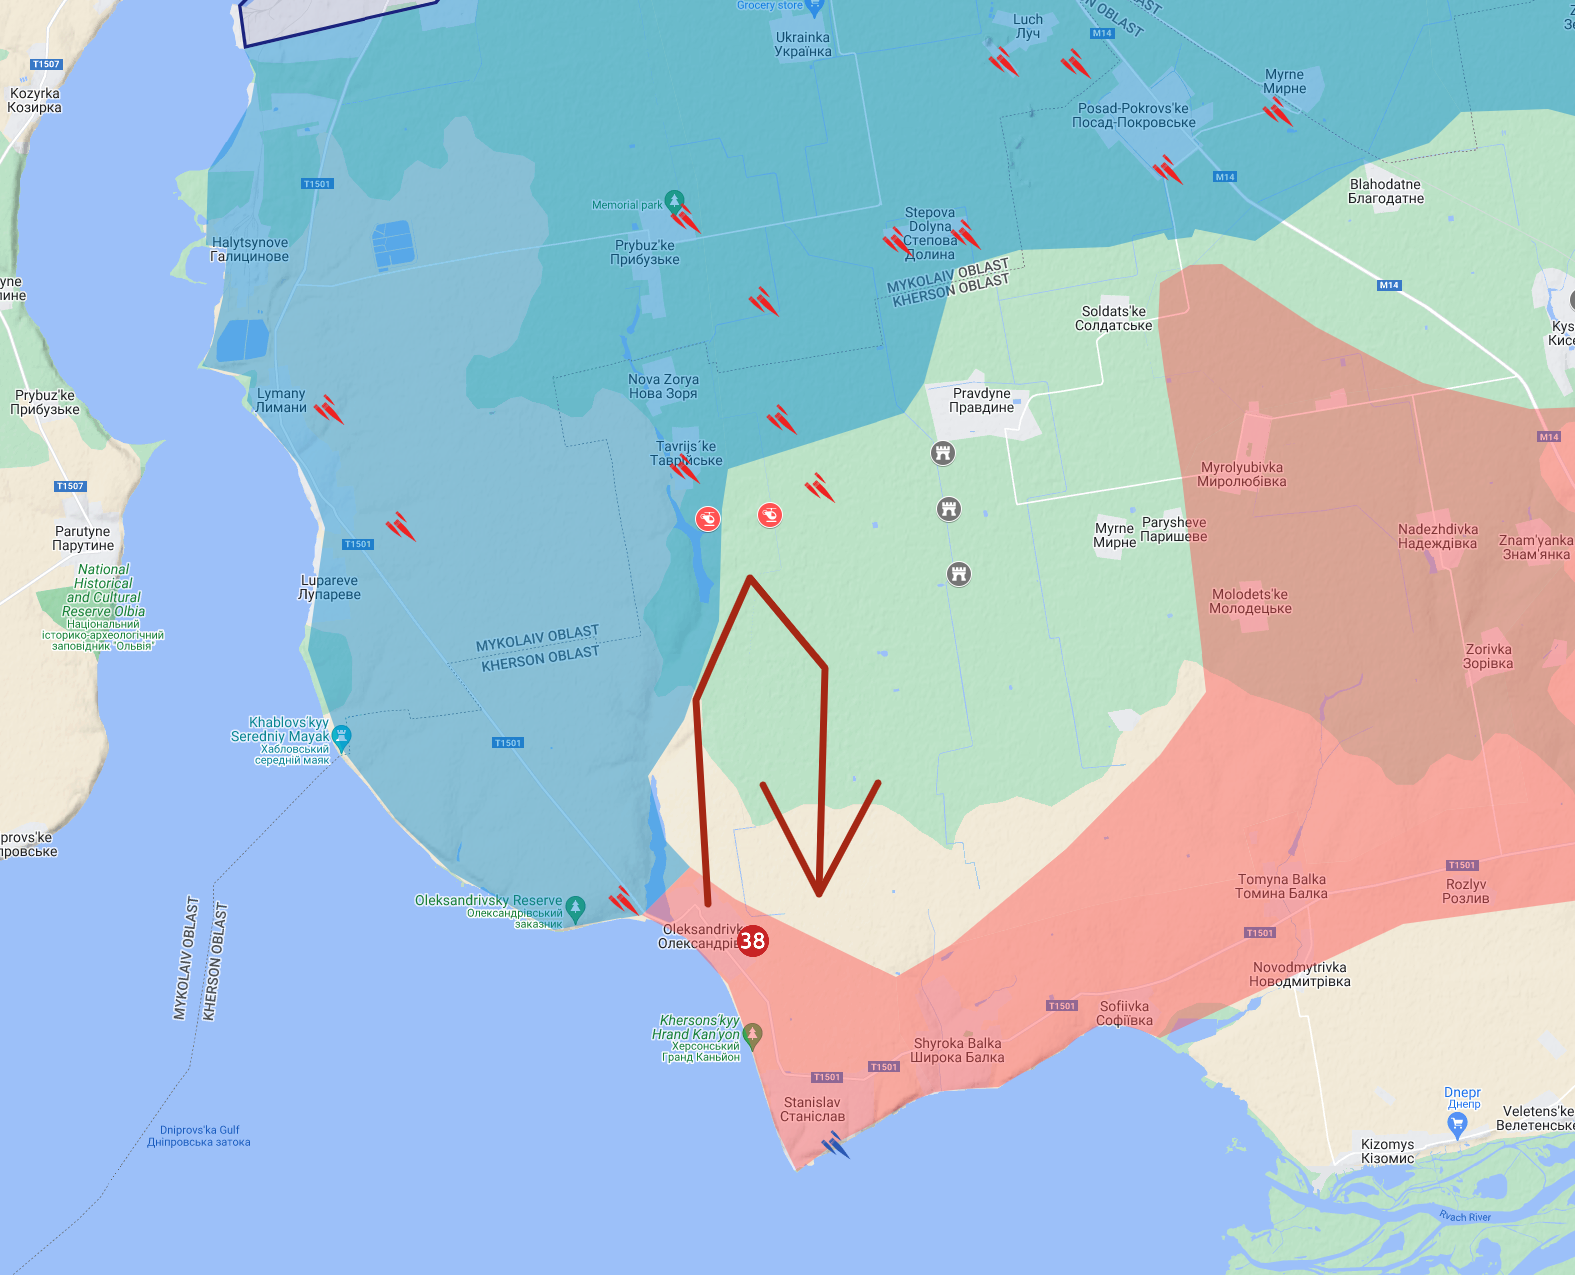 Grocery store
Luch
Луч
N OBLAST
AST
OBLAST
M14
Ukrainka
Українка
T1507
Kozyrka
Козирка
Myrne
Мирне
Posad-Pokrovs'ke
Посад-Покровське
T1501
M14
Blahodatne
Благодатне
Memorial park
Stepova
Dolyna
Степова
Долина
Halytsynove
Галицинове
Prybuz'ke
Прибузьке
MYKOLAIV OBLAST
KHERSON OBLAST
yne
лине
M14
Soldats'ke
Солдатське
Kys
Кисе
Prybuz'ke
Прибузьке
Lymany
Лимани
Nova Zorya
Нова Зоря
Pravdyne
Правдине
M14
Tavrijs'ke
Таврійське
Myrolyubivka
Миролюбівка
T1507
Parutyne
Парутине
T1501
Myrne
Мирне
Parysheve
Паришеве
Nadezhdivka
Надеждівка
Znam'yanka
Знам'янка
National
Historical
and Cultural
Reserve Olbia
Національний
історико-археологічний
заповідник "Ольвія"
Lupareve
Лупареве
Molodets'ke
Молодецьке
MYKOLAIV OBLAST
KHERSON OBLAST
Zorivka
Зорівка
Khablovs'kyy
Seredniy Mayak
Хабловський
середній маяк
T1501
provs'ke
провське
Oleksandrivsky Reserve
Олександрівський
заказник
T1501
Tomyna Balka
Томина Балка
Rozlyv
Розлив
MYKOLAIV OBLAST
KHERSON OBLAST
Oleksandrivk
Олександрів
38
T1501
Novodmytrivka
Новодмитрівка
T1501
Sofiivka
Софіївка
Khersons'kyy
Hrand Kan'yon
Херсонський
Гранд Каньйон
Shyroka Balka
Широка Балка
T1501
T1501
Stanislav
Станіслав
Dnepr
Днепр
Veletens'ke
Велетенське
Dniprovs'ka Gulf
Дніпровська затока
Kizomys
Кізомис
Rvach River